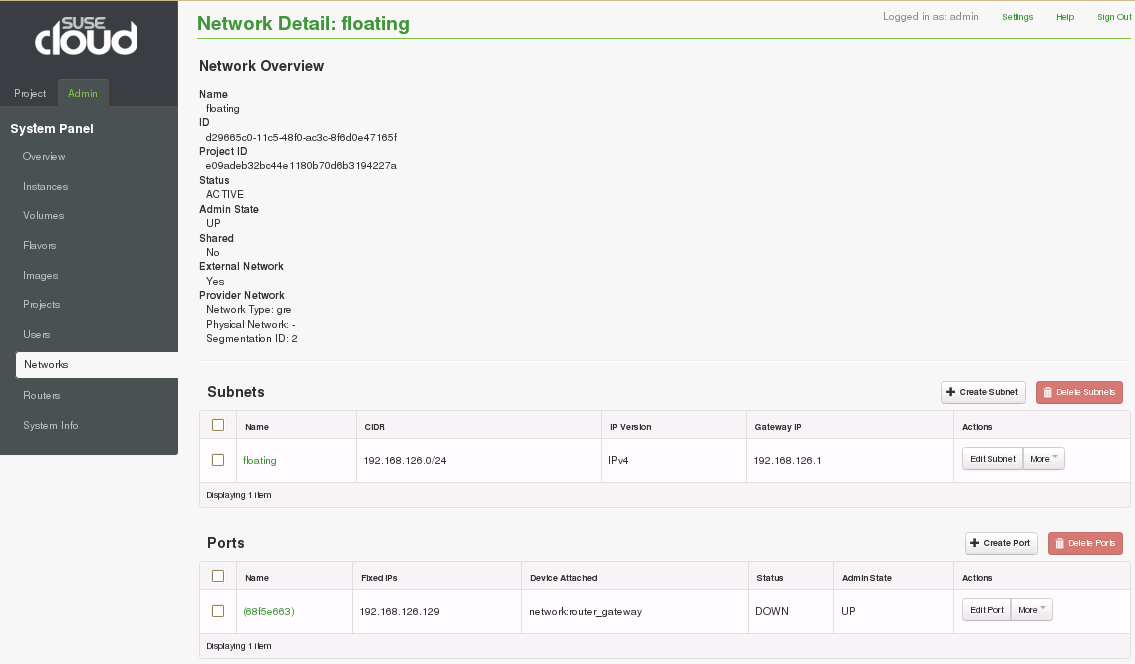 SUSE
cloud
Project
Admin
System Panel
Overview
Instances
Volumes
Flavors
Images
Projects
Users
Networks
Routers
System Info
Network Detail: floating
Logged in as: admin
Settings
Help
Sign Out
Network Overview
Name
floating
ID
d29665c0-11c5-48f0-ac3c-8f6d0e47165f
Project ID
e09adeb32bc44e1180b70d6b3194227a
Status
ACTIVE
Admin State
UP
Shared
No
External Network
Yes
Provider Network
Network Type: gre
Physical Network: -
Segmentation ID: 2
Subnets
Create Subnet
Delete Subnets
Name CIDR IP Version Gateway IP Actions
floating 192.168.126.0/24 IPv4 192.168.126.1 Edit Subnet More
Displaying 1 item
Ports
Create Port
Delete Ports
Name Fixed IPs Device Attached Status Admin State Actions
(68f5e663) 192.168.126.129 network:router_gateway DOWN UP Edit Port More
Displaying 1 item